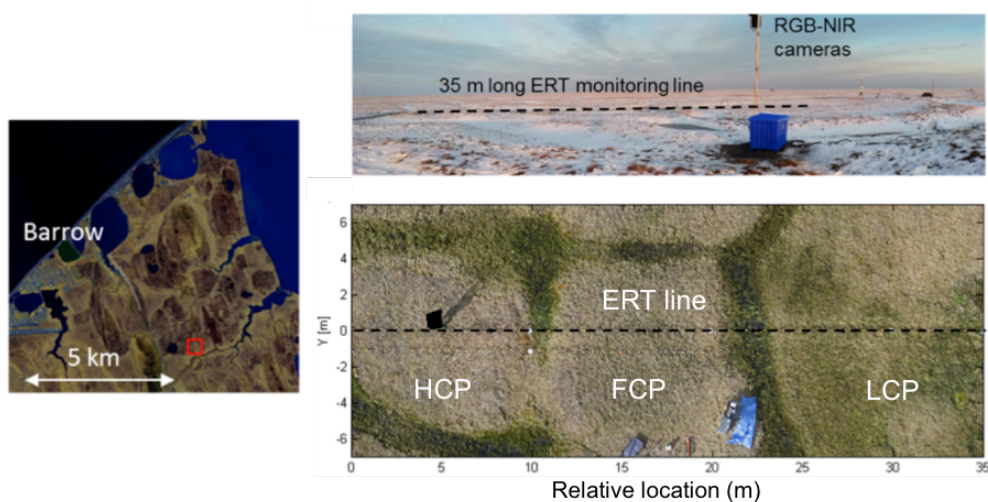 RGB-NIR
cameras
35 m long ERT monitoring line
Barrow
5 km
6
4
2
0
-2
-4
-6
Y [m]
ERT line
HCP
FCP
LCP
0
5
10
15
20
25
30
35
Relative location (m)